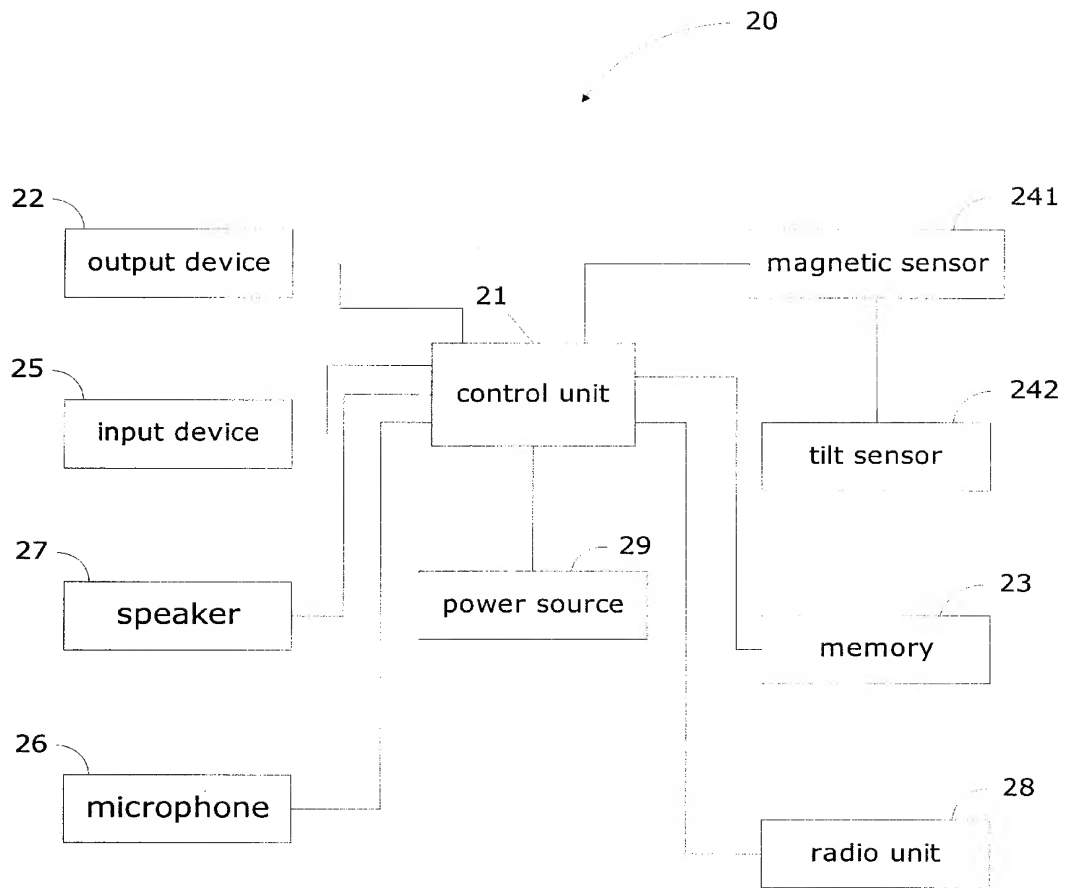 20
22
output device
241
magnetic sensor
21
control unit
25
input device
242
tilt sensor
27
speaker
29
power source
23
memory
26
microphone
28
radio unit